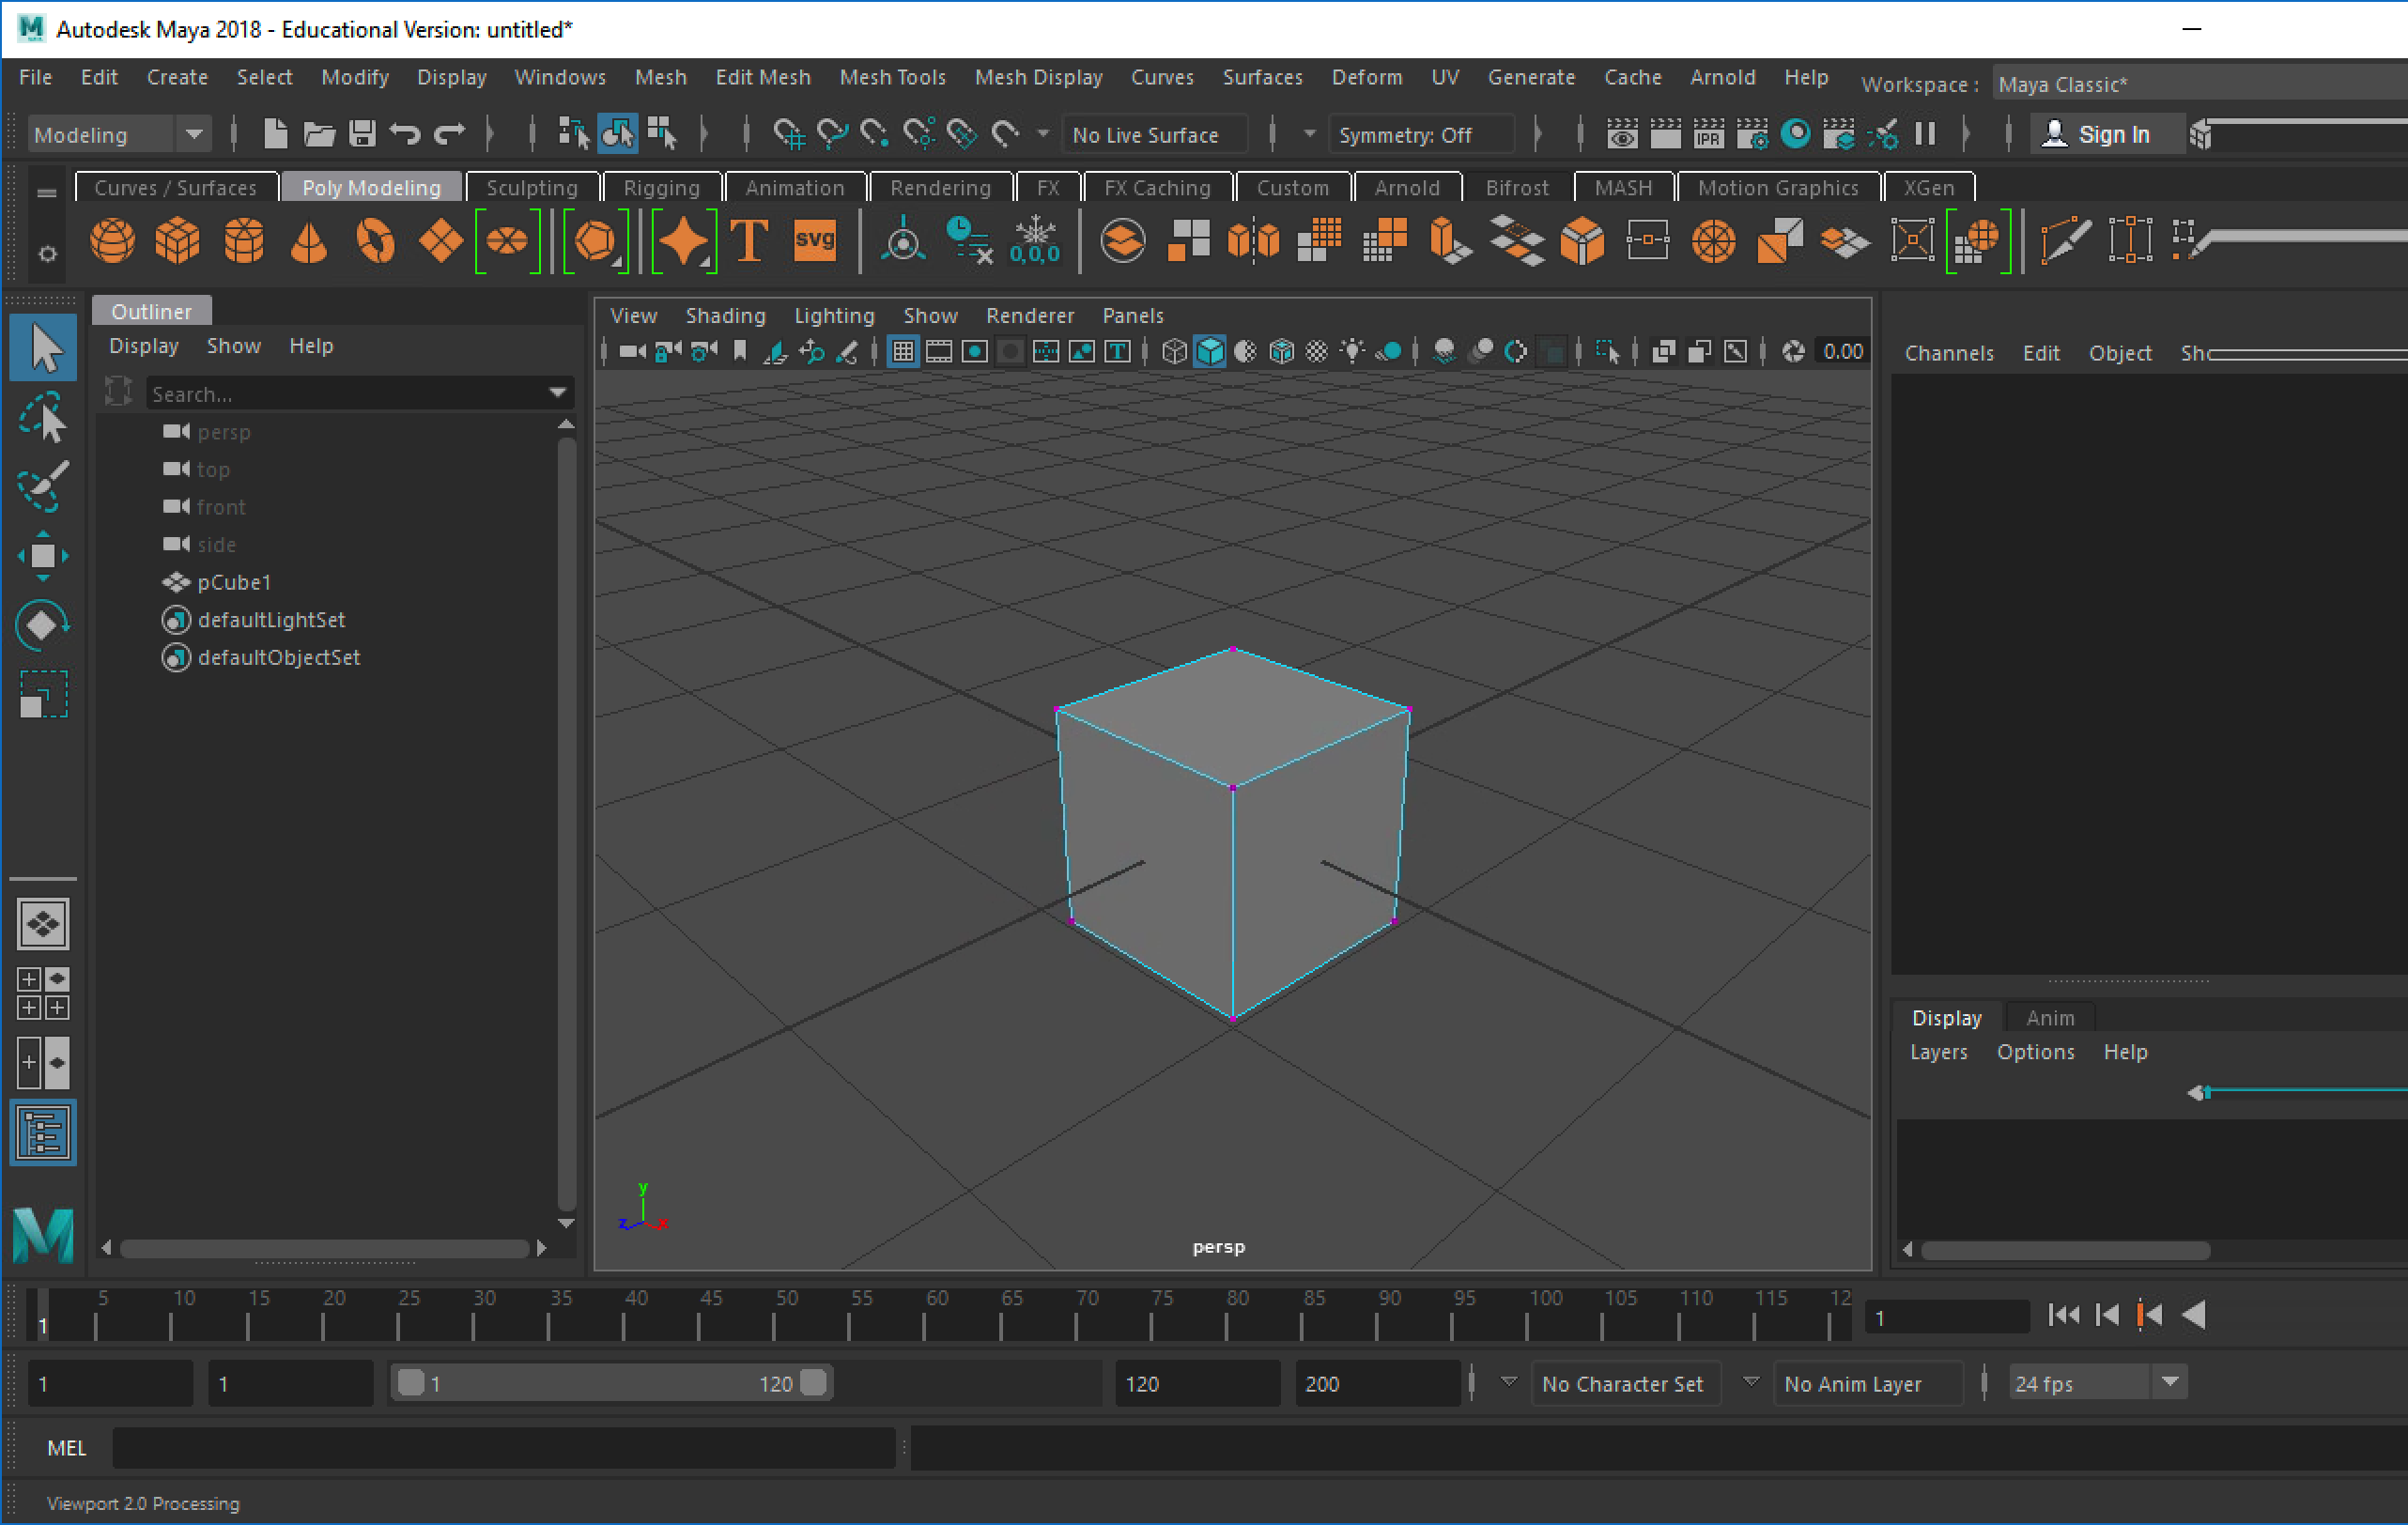 Autodesk Maya 2018 - Educational Version: untitled*
File Edit Create Select Modify Display Windows Mesh Edit Mesh Mesh Tools Mesh Display Curves Surfaces Deform UV Generate Cache Arnold Help Workspace : Maya Classic*
Modeling No Live Surface Symmetry: Off IPR Sign In
Curves / Surfaces Poly Modeling Sculpting Rigging Animation Rendering FX FX Caching Custom Arnold Bifrost MASH Motion Graphics XGen
T svg 0,0,0
Outliner
Display Show Help
Search...
persp
top
front
side
pCube1
defaultLightSet
defaultObjectSet
View Shading Lighting Show Renderer Panels
T 0.00
y
z x
persp
Channels Edit Object Sho
Display Anim
Layers Options Help
M
1 5 10 15 20 25 30 35 40 45 50 55 60 65 70 75 80 85 90 95 100 105 110 115 12 1
1 1 1 120 120 200 No Character Set No Anim Layer 24 fps
MEL
Viewport 2.0 Processing